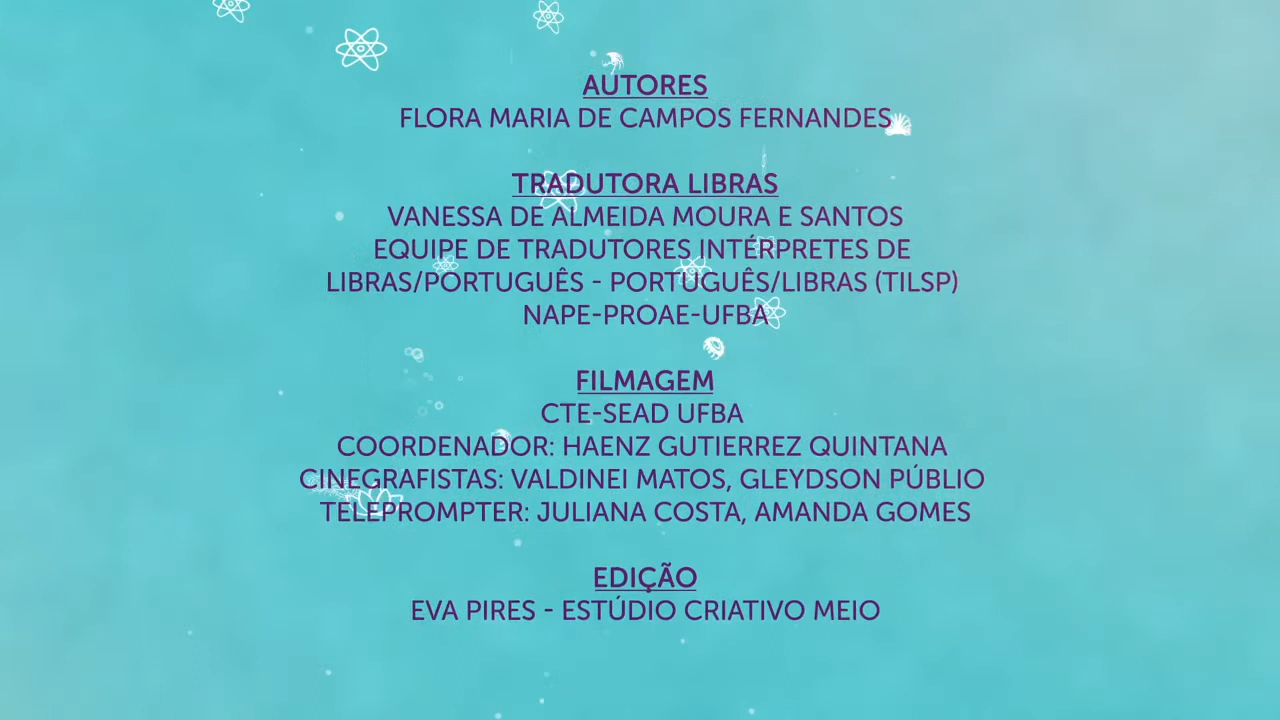 AUTORES
FLORA MARIA DE CAMPOS FERNANDES
TRADUTORA LIBRAS
VANESSA DE ALMEIDA MOURA E SANTOS
EQUIPE DE TRADUTORES INTÉRPRETES DE
LIBRAS/PORTUGUÊS - PORTUGUÊS/LIBRAS (TILSP)
NAPE-PROAE-UFBA
FILMAGEM
CTE-SEAD UFBA
COORDENADOR: HAENZ GUTIERREZ QUINTANA
CINEGRAFISTAS: VALDINEI MATOS, GLEYDSON PÚBLIO
TELEPROMPTER: JULIANA COSTA, AMANDA GOMES
EDIÇÃO
EVA PIRES - ESTÚDIO CRIATIVO MEIO